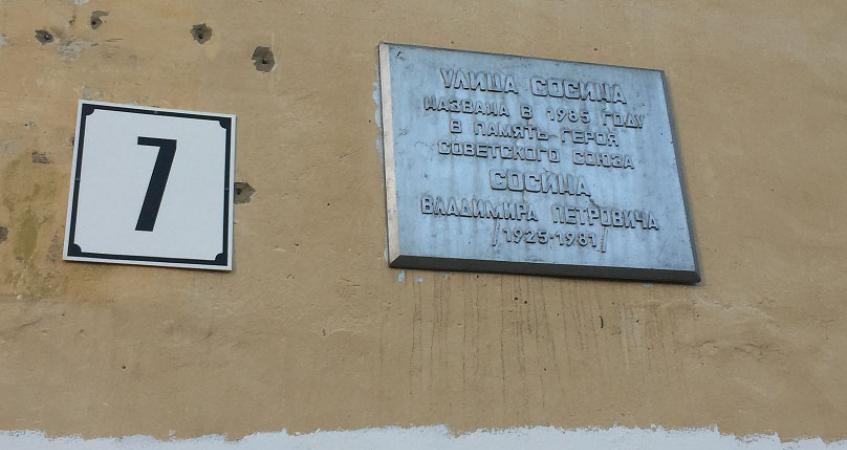 7
УЛИЦА СОСИНА
НАЗВАНА В 1985 ГОДУ
В ПАМЯТЬ ГЕРОЯ
СОВЕТСКОГО СОЮЗА
СОСИНА
ВЛАДИМИРА ПЕТРОВИЧА
/1925-1981/